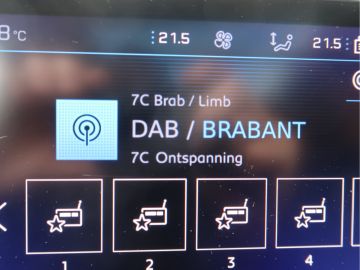 8°C 21.5 21.5
7C Brab / Limb
DAB / BRABANT
7C Ontspanning
1 2 3 4